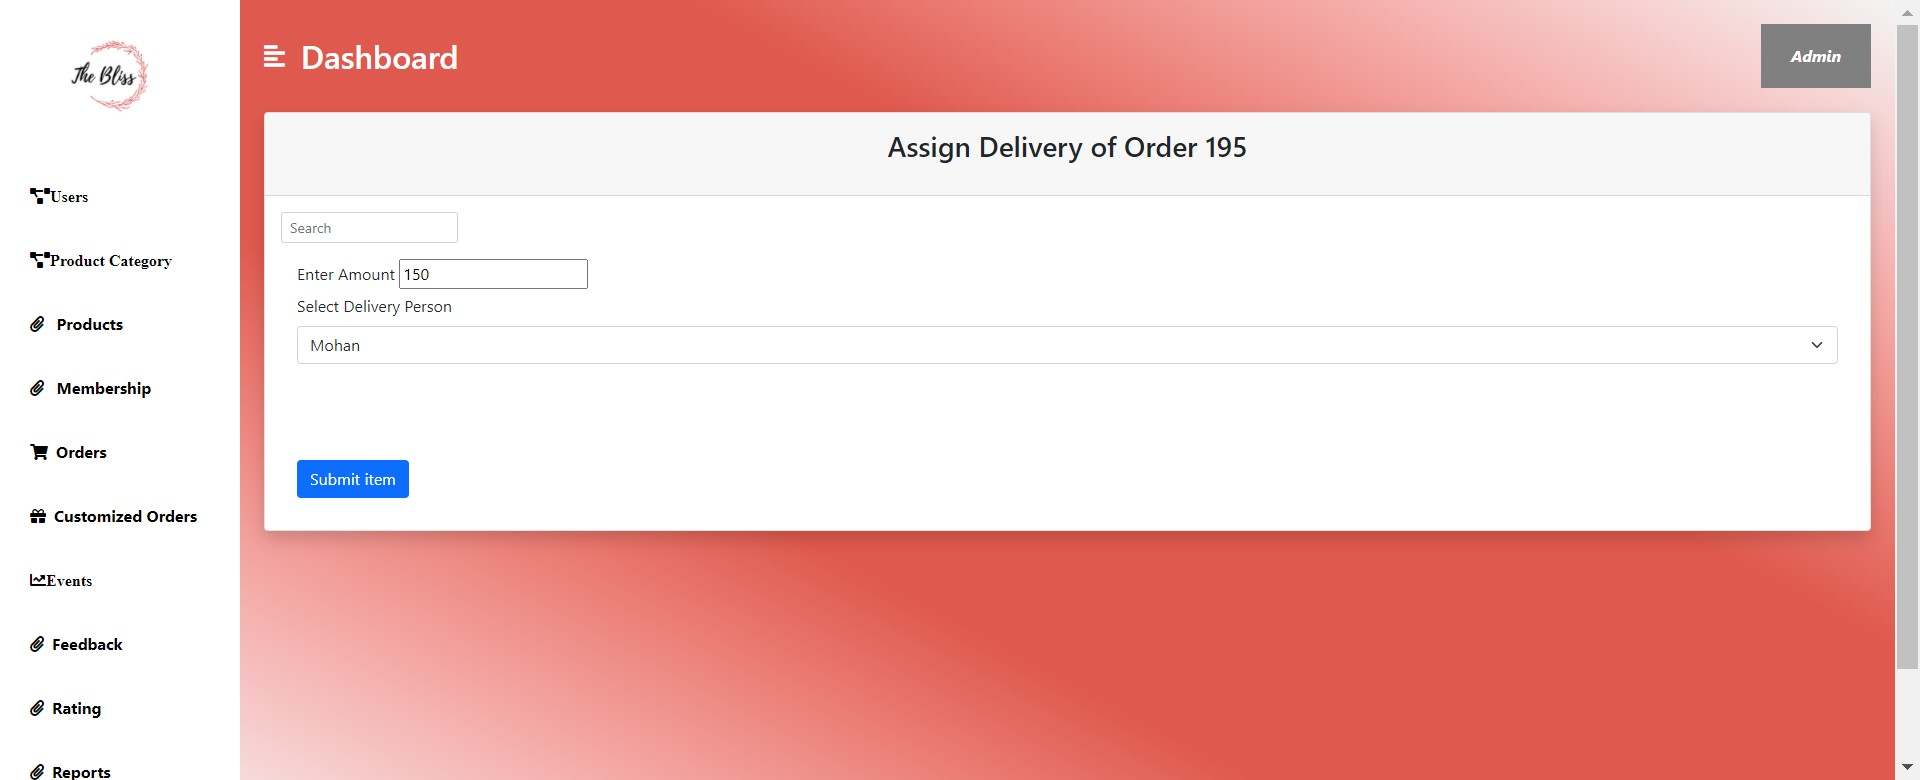 The Bliss
Users
Product Category
Products
Membership
Orders
Customized Orders
Events
Feedback
Rating
Reports
Dashboard
Admin
Assign Delivery of Order 195
Search
Enter Amount 150
Select Delivery Person
Mohan
Submit item